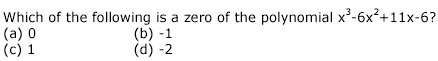 Which of the following is a zero of the polynomial x³-6x²+11x-6?
(a) 0 (b) -1
(c) 1 (d) -2